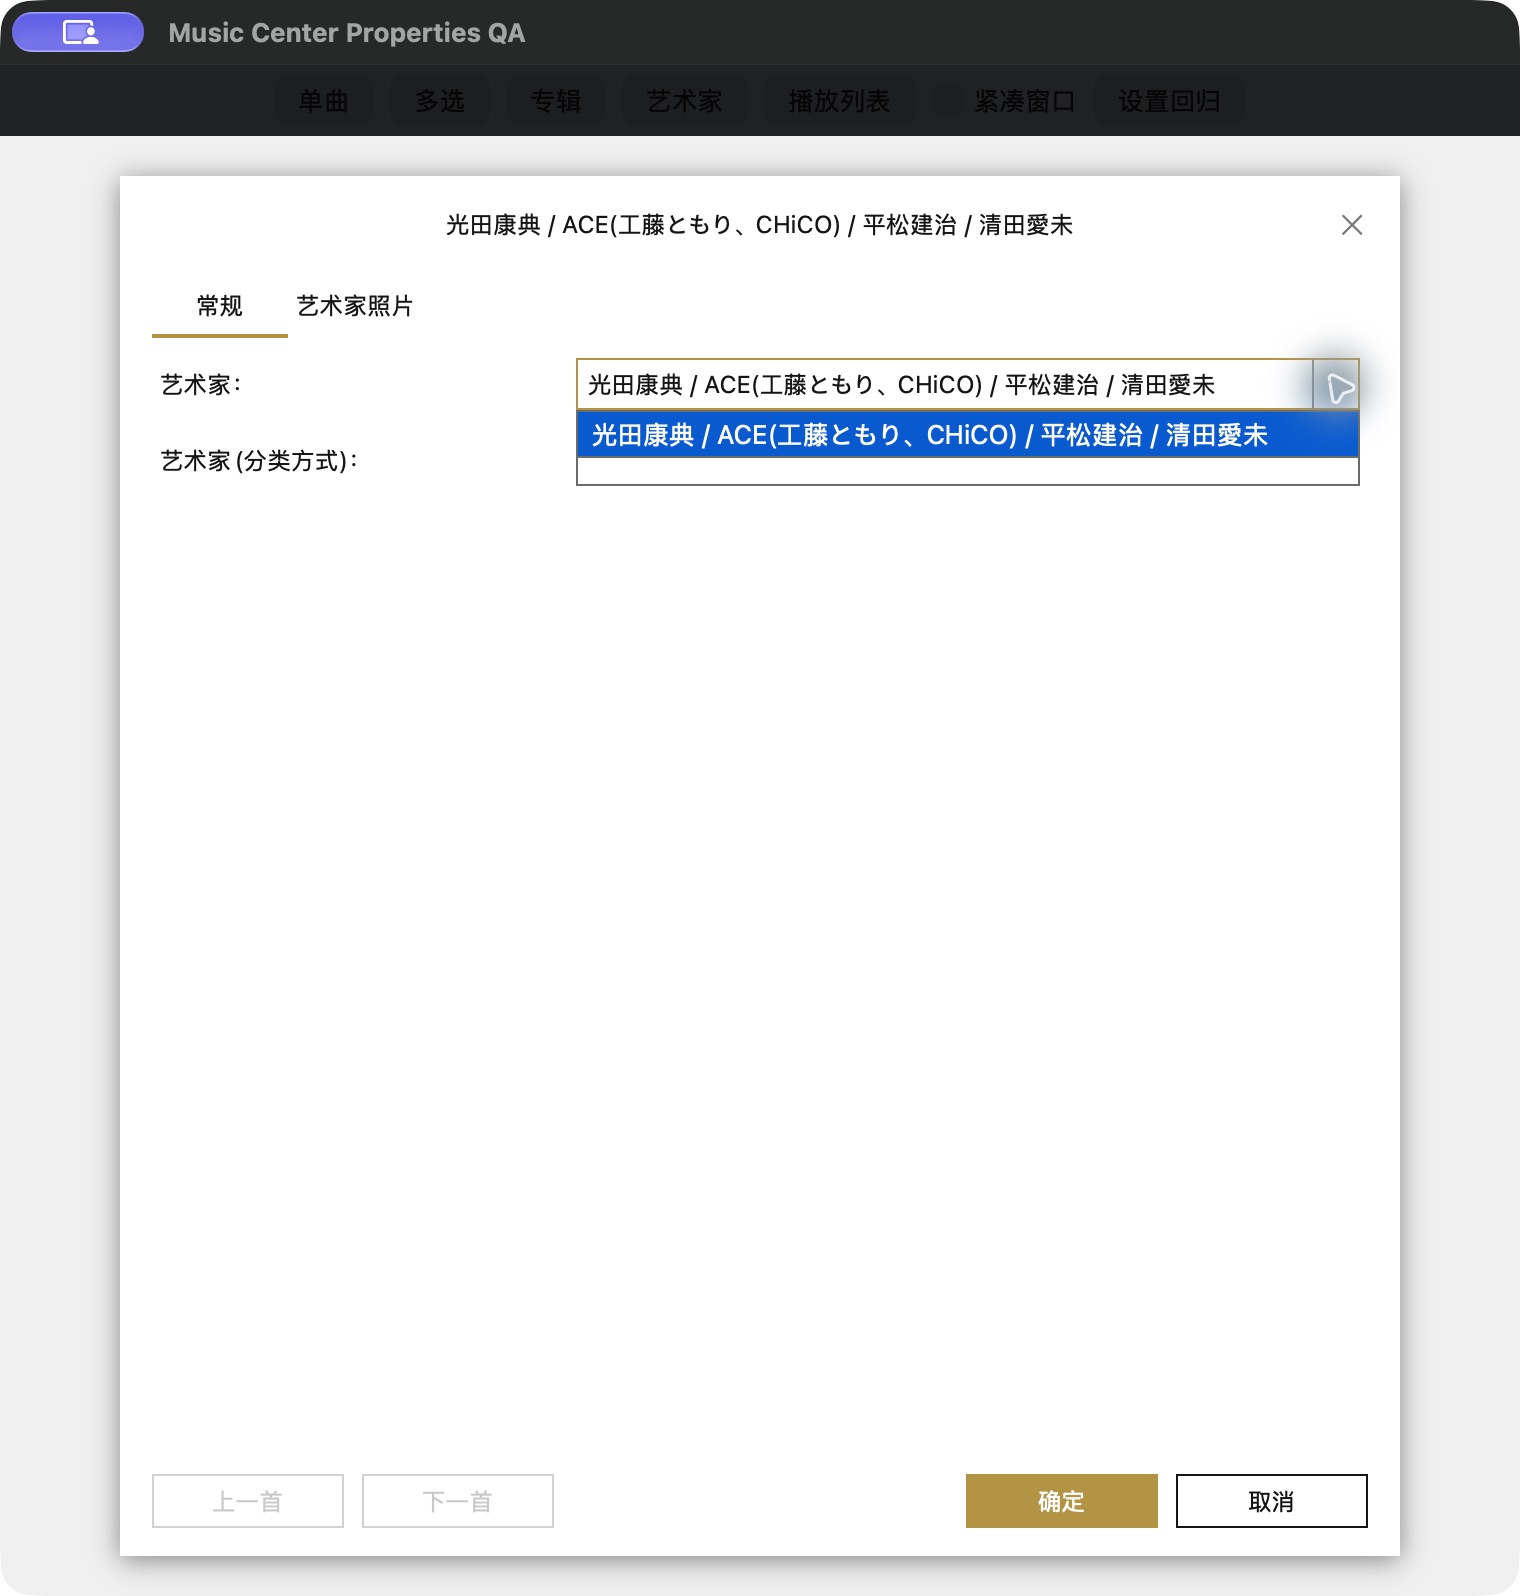 Music Center Properties QA
单曲 多选 专辑 艺术家 播放列表 紧凑窗口 设置回归
光田康典 / ACE(工藤ともり、CHiCO) / 平松建治 / 清田愛未
常规 艺术家照片
艺术家: 光田康典 / ACE(工藤ともり、CHiCO) / 平松建治 / 清田愛未
光田康典 / ACE(工藤ともり、CHiCO) / 平松建治 / 清田愛未
艺术家(分类方式):
上一首 下一首 确定 取消